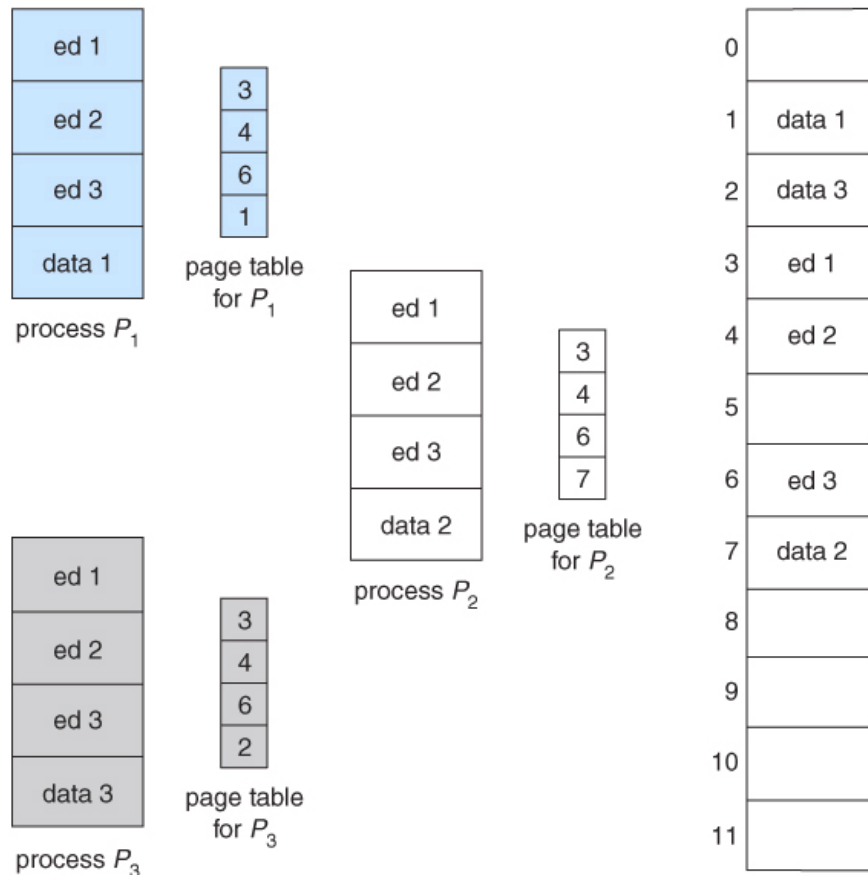 ed 1
ed 2
ed 3
data 1
process P1
3
4
6
1
page table
for P1
ed 1
ed 2
ed 3
data 2
process P2
3
4
6
7
page table
for P2
ed 1
ed 2
ed 3
data 3
process P3
3
4
6
2
page table
for P3
0
1 data 1
2 data 3
3 ed 1
4 ed 2
5
6 ed 3
7 data 2
8
9
10
11